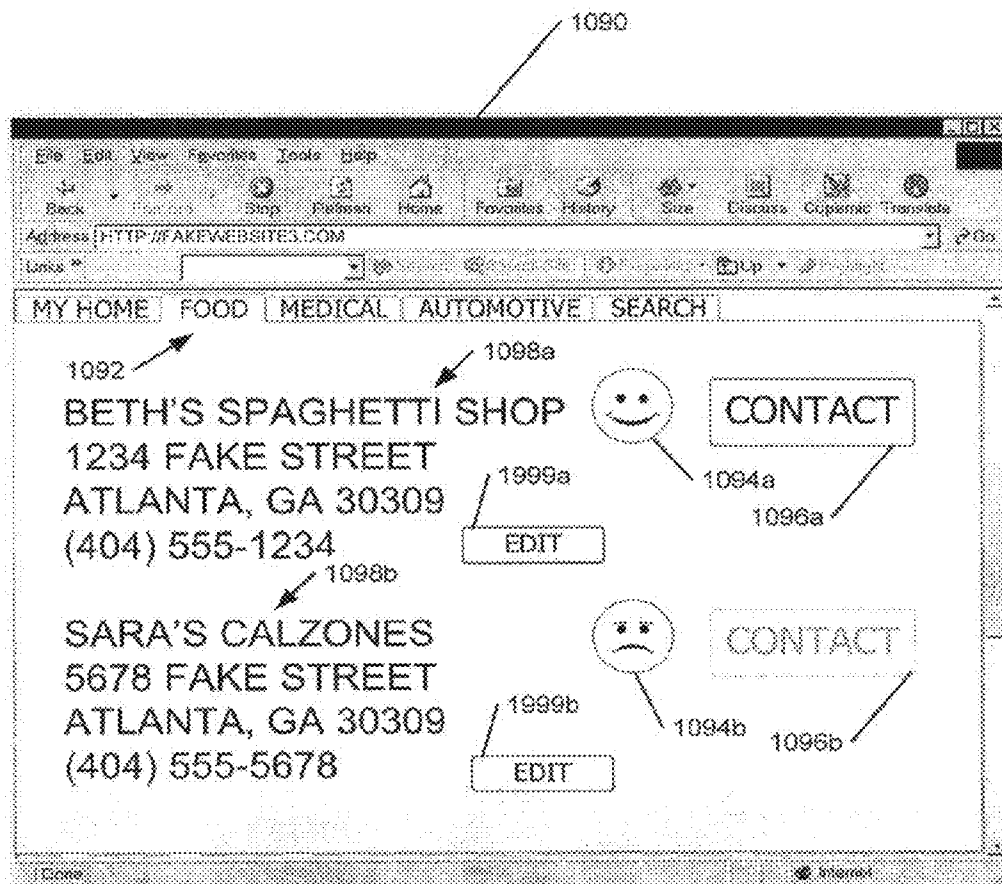 1090
File Edit View Favorites Tools Help
Back Stop Refresh Home Favorites History Size Discuss Copernic Translate
Address HTTP://FAKEWEBSITE3.COM Go
Links Up
MY HOME FOOD MEDICAL AUTOMOTIVE SEARCH
1092
1098a
BETH'S SPAGHETTI SHOP
CONTACT
1234 FAKE STREET
1999a
1094a
ATLANTA, GA 30309
1096a
(404) 555-1234
EDIT
1098b
SARA'S CALZONES
CONTACT
5678 FAKE STREET
1999b
1094b
ATLANTA, GA 30309
1096b
(404) 555-5678
EDIT
Done Internet